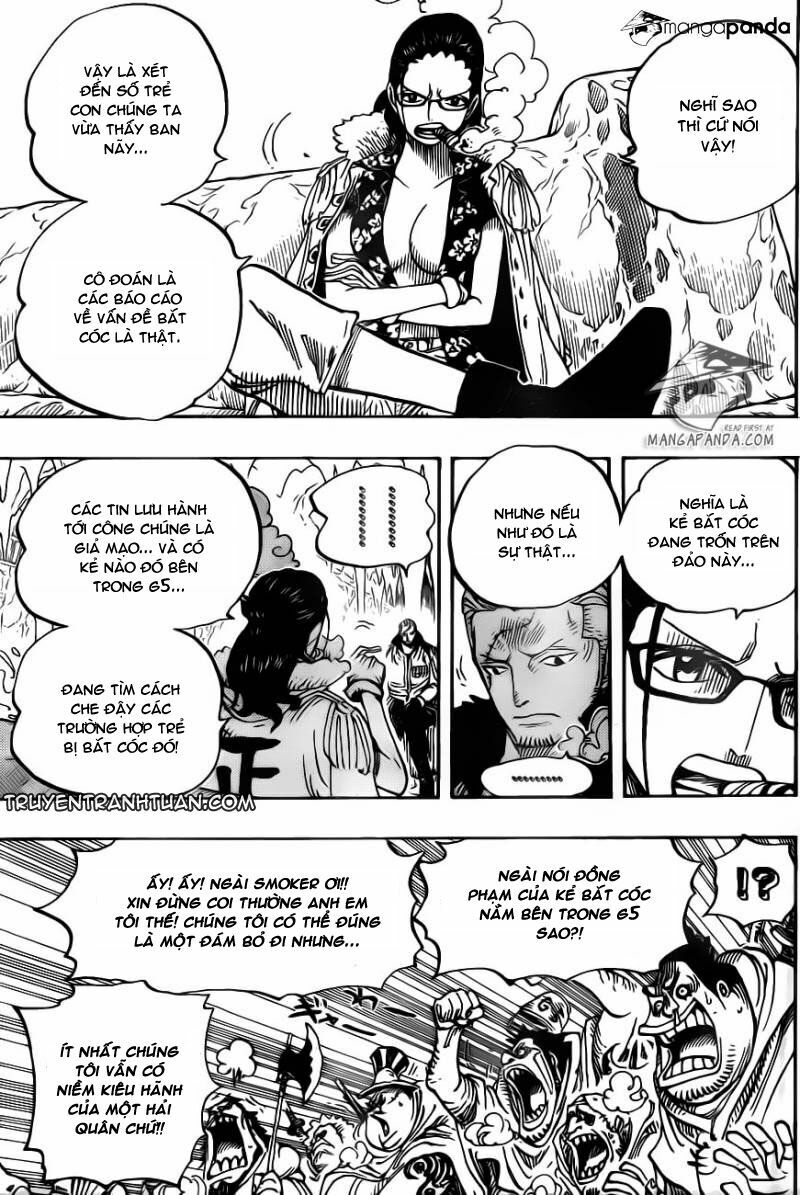 mangapanda
NGHĨ SAO
THÌ CỨ NÓI
VẬY!
VẬY LÀ XÉT
ĐẾN SỐ TRẺ
CON CHÚNG TA
VỪA THẤY BAN
NÃY...
CÔ ĐOÁN LÀ
CÁC BÁO CÁO
VỀ VẤN ĐỀ BẮT
CÓC LÀ THẬT.
READ FIRST AT
MANGAPANDA.COM
NGHĨA LÀ
KẺ BẮT CÓC
ĐANG TRỐN TRÊN
ĐẢO NÀY...
NHƯNG NẾU
NHƯ ĐÓ LÀ
SỰ THẬT...
CÁC TIN LƯU HÀNH
TỚI CÔNG CHÚNG LÀ
GIẢ MẠO... VÀ CÓ
KẺ NÀO ĐÓ BÊN
TRONG G5...
ĐANG TÌM CÁCH
CHE ĐẬY CÁC
TRƯỜNG HỢP TRẺ
BỊ BẮT CÓC ĐÓ!
正
TRUYENTRANHTUAN.COM
!?
NGÀI NÓI ĐỒNG
PHẠM CỦA KẺ BẮT CÓC
NẰM BÊN TRONG G5
SAO?!
ẤY! ẤY! NGÀI SMOKER ƠI!!
XIN ĐỪNG COI THƯỜNG ANH EM
TÔI THẾ! CHÚNG TÔI CÓ THỂ ĐÚNG
LÀ MỘT ĐÁM BỎ ĐI NHƯNG...
ÍT NHẤT CHÚNG
TÔI VẪN CÓ
NIỀM KIÊU HÃNH
CỦA MỘT HẢI
QUÂN CHỨ!!